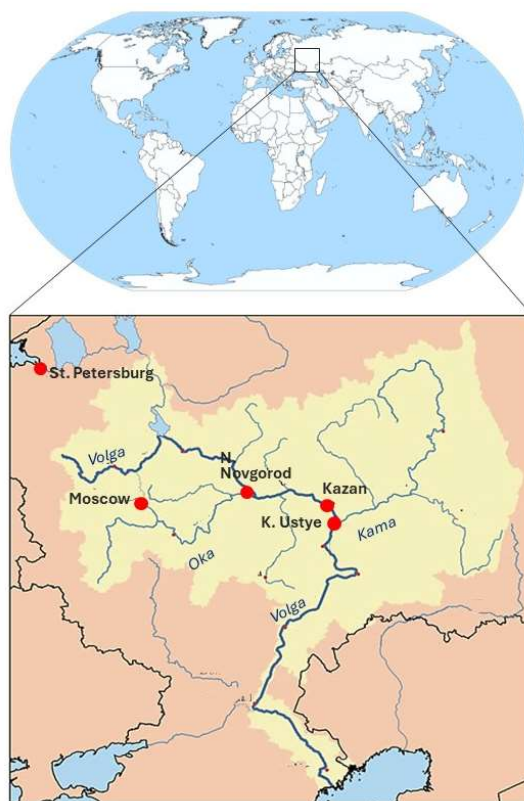 St. Petersburg
Volga
N
Novgorod
Moscow
Kazan
K. Ustye
Kama
Oka
Volga